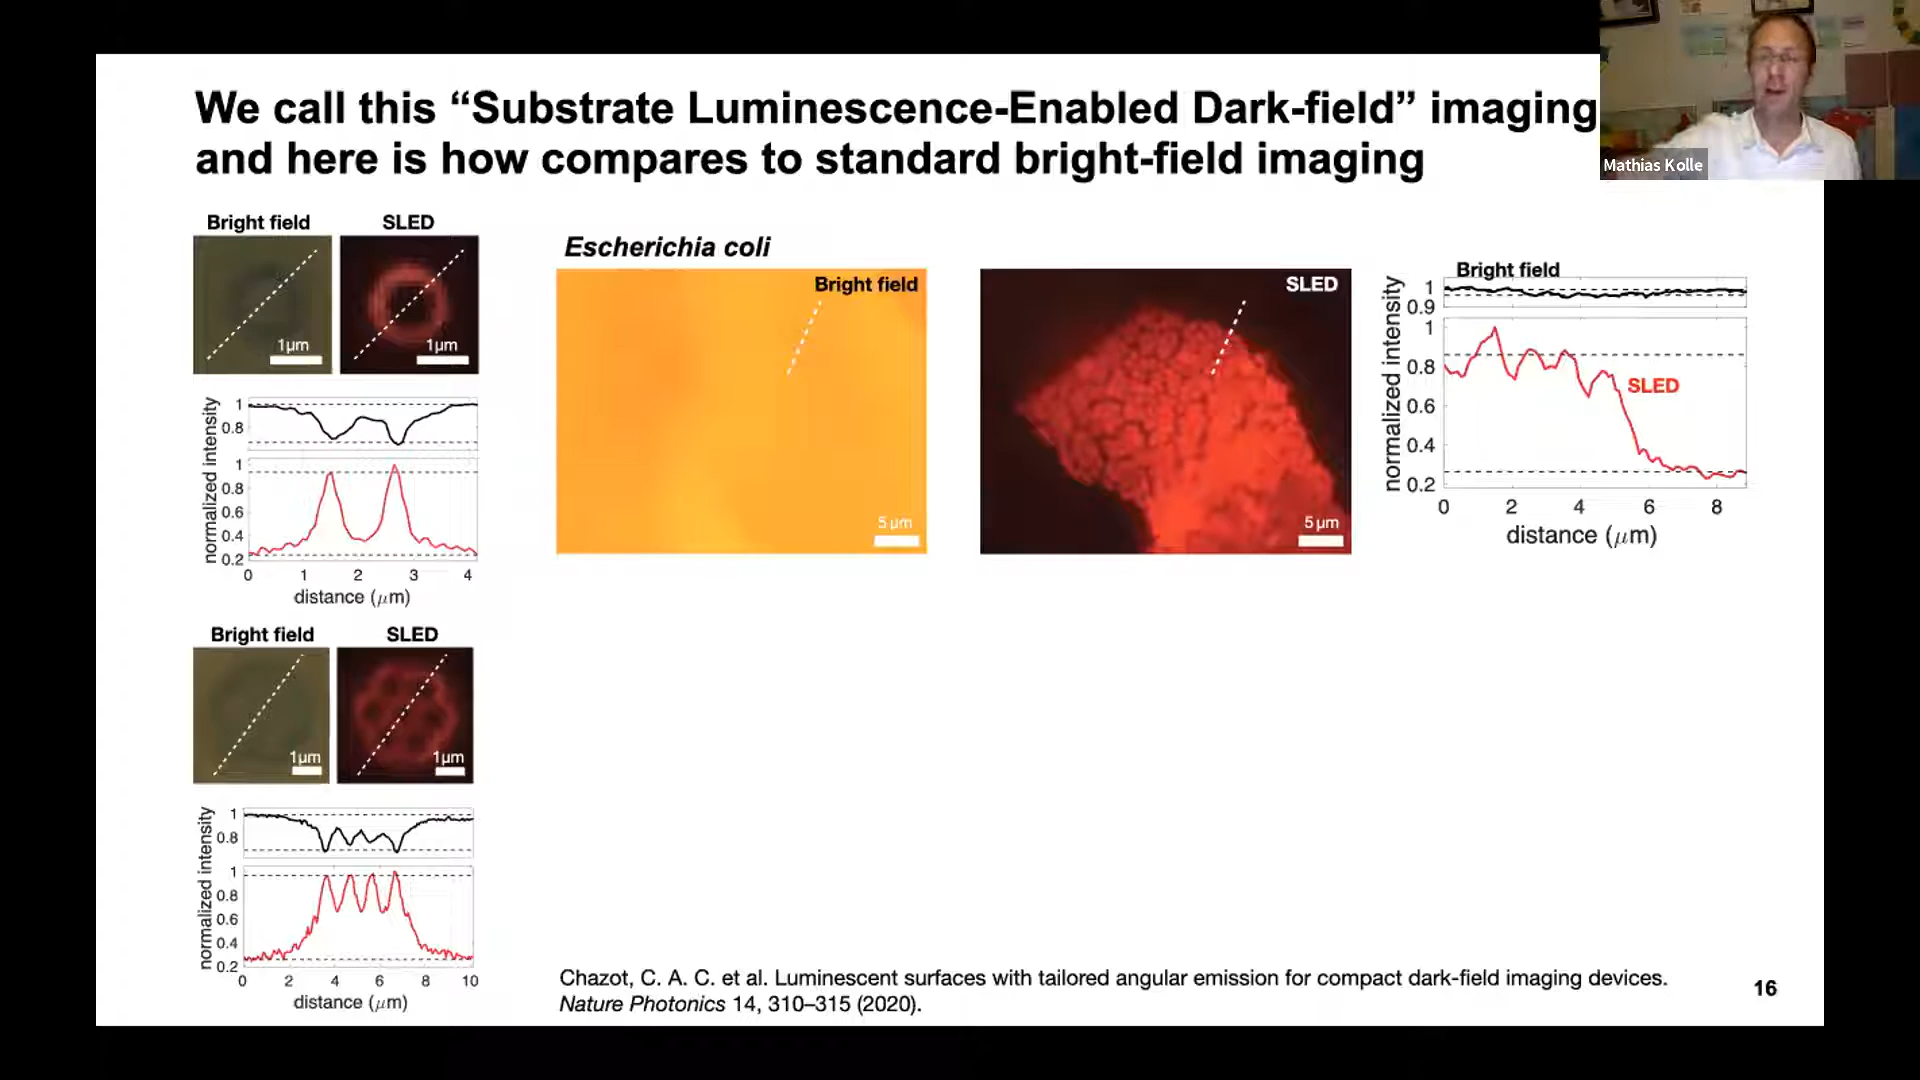 We call this “Substrate Luminescence-Enabled Dark-field” imaging
and here is how compares to standard bright-field imaging
Mathias Kolle
Bright field
SLED
1µm
1µm
normalized intensity
1
0.8
1
0.8
0.6
0.4
0.2
0
1
2
3
4
distance (µm)
Bright field
SLED
1µm
1µm
normalized intensity
1
0.8
1
0.8
0.6
0.4
0.2
0
2
4
6
8
10
distance (µm)
Escherichia coli
Bright field
5 µm
SLED
5 µm
Bright field
normalized intensity
1
0.9
1
0.8
0.6
0.4
0.2
SLED
0
2
4
6
8
distance (µm)
Chazot, C. A. C. et al. Luminescent surfaces with tailored angular emission for compact dark-field imaging devices.
Nature Photonics 14, 310–315 (2020).
16